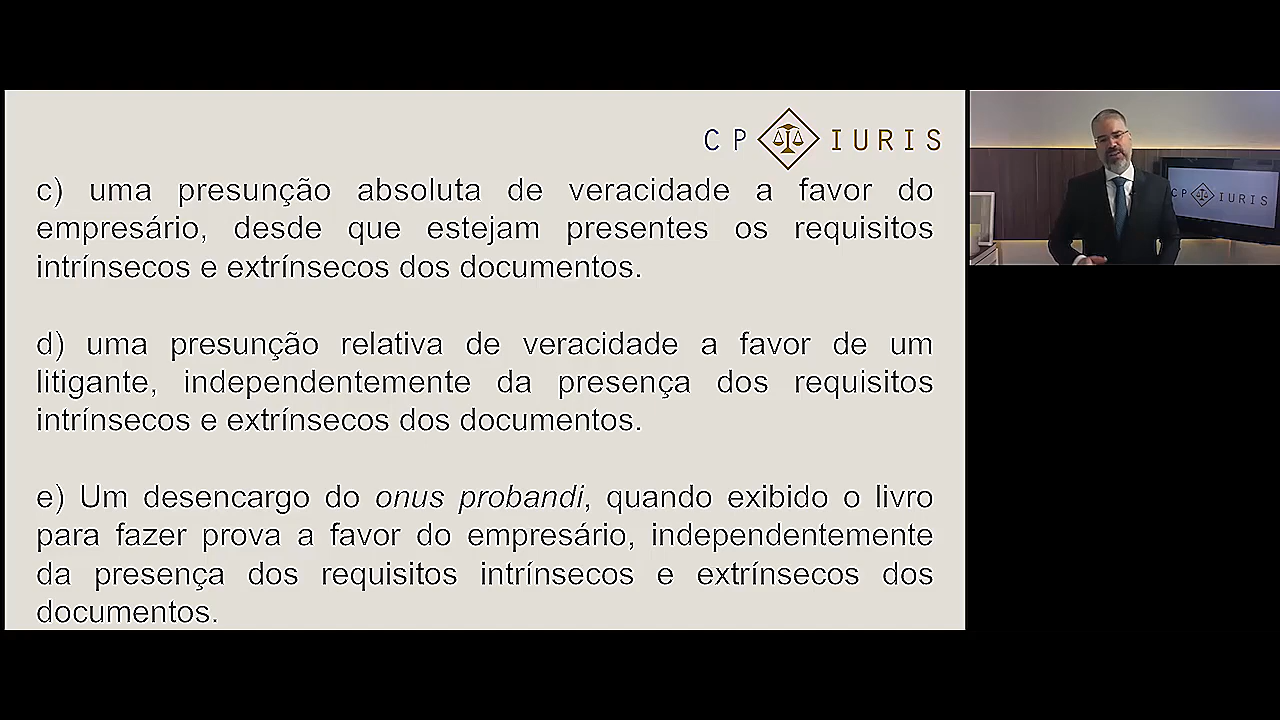 CP IURIS
c) uma presunção absoluta de veracidade a favor do
empresário, desde que estejam presentes os requisitos
intrínsecos e extrínsecos dos documentos.
d) uma presunção relativa de veracidade a favor de um
litigante, independentemente da presença dos requisitos
intrínsecos e extrínsecos dos documentos.
e) Um desencargo do onus probandi, quando exibido o livro
para fazer prova a favor do empresário, independentemente
da presença dos requisitos intrínsecos e extrínsecos dos
documentos.
CP IURIS